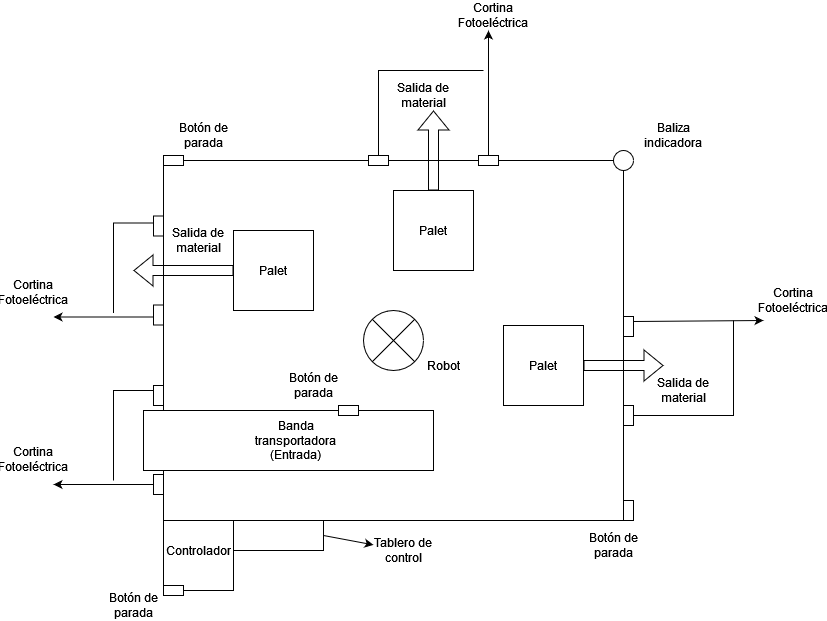 Cortina
Fotoeléctrica
Salida de
material
Botón de
parada
Baliza
indicadora
Palet
Salida de
material
Palet
Cortina
Fotoeléctrica
Cortina
Fotoeléctrica
Palet
Robot
Salida de
material
Botón de
parada
Banda
transportadora
(Entrada)
Cortina
Fotoeléctrica
Controlador
Tablero de
control
Botón de
parada
Botón de
parada